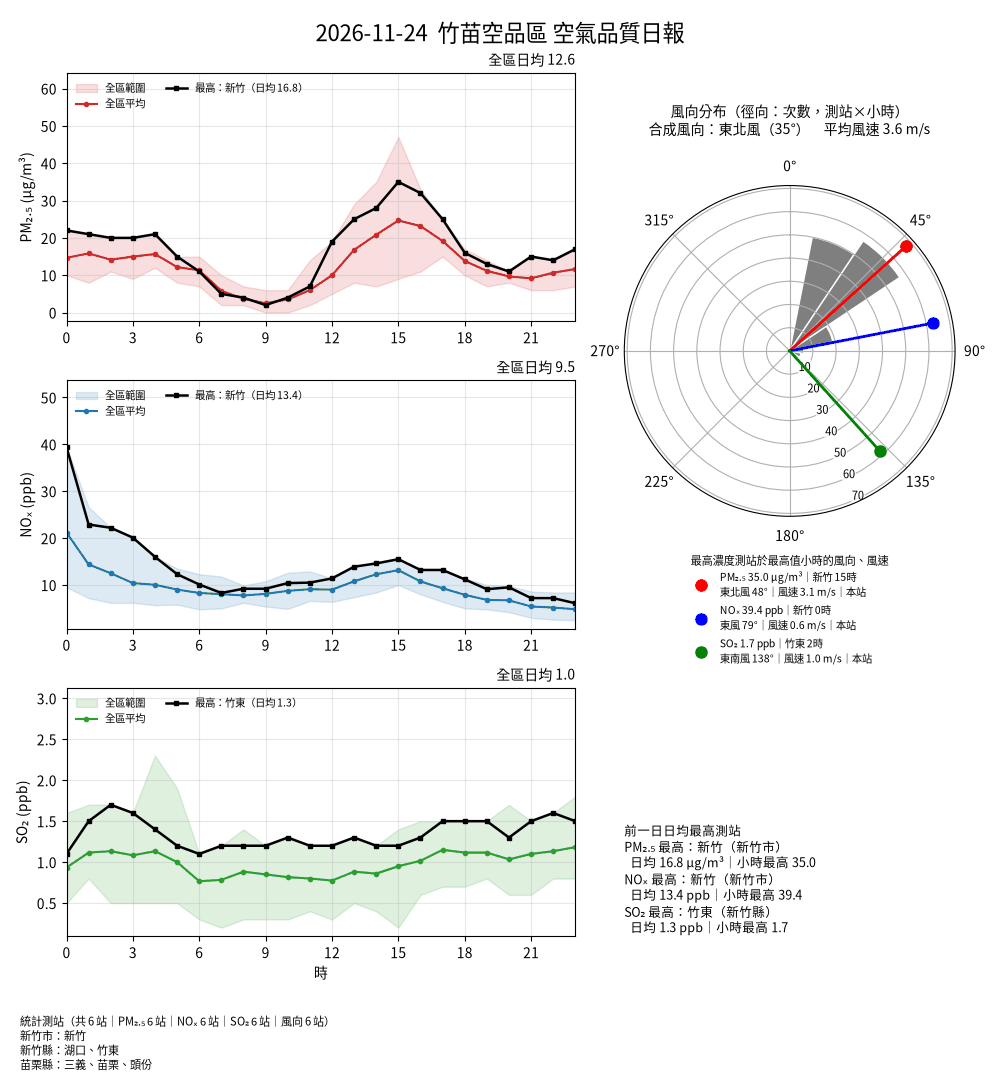 2026-11-24 竹苗空品區 空氣品質日報
全區日均 12.6
全區範圍
全區平均
最高：新竹（日均 16.8）
PM₂.₅ (μg/m³)
60
50
40
30
20
10
0
0 3 6 9 12 15 18 21
全區日均 9.5
全區範圍
全區平均
最高：新竹（日均 13.4）
NOₓ (ppb)
50
40
30
20
10
0 3 6 9 12 15 18 21
全區日均 1.0
全區範圍
全區平均
最高：竹東（日均 1.3）
SO₂ (ppb)
3.0
2.5
2.0
1.5
1.0
0.5
0 3 6 9 12 15 18 21
時
風向分布（徑向：次數，測站×小時）
合成風向：東北風（35°） 平均風速 3.6 m/s
0°
45°
90°
135°
180°
225°
270°
315°
10
20
30
40
50
60
70
最高濃度測站於最高值小時的風向、風速
PM₂.₅ 35.0 μg/m³｜新竹 15時
東北風 48°｜風速 3.1 m/s｜本站
NOₓ 39.4 ppb｜新竹 0時
東風 79°｜風速 0.6 m/s｜本站
SO₂ 1.7 ppb｜竹東 2時
東南風 138°｜風速 1.0 m/s｜本站
前一日日均最高測站
PM₂.₅ 最高：新竹（新竹市）
日均 16.8 μg/m³｜小時最高 35.0
NOₓ 最高：新竹（新竹市）
日均 13.4 ppb｜小時最高 39.4
SO₂ 最高：竹東（新竹縣）
日均 1.3 ppb｜小時最高 1.7
統計測站（共 6 站｜PM₂.₅ 6 站｜NOₓ 6 站｜SO₂ 6 站｜風向 6 站）
新竹市：新竹
新竹縣：湖口、竹東
苗栗縣：三義、苗栗、頭份